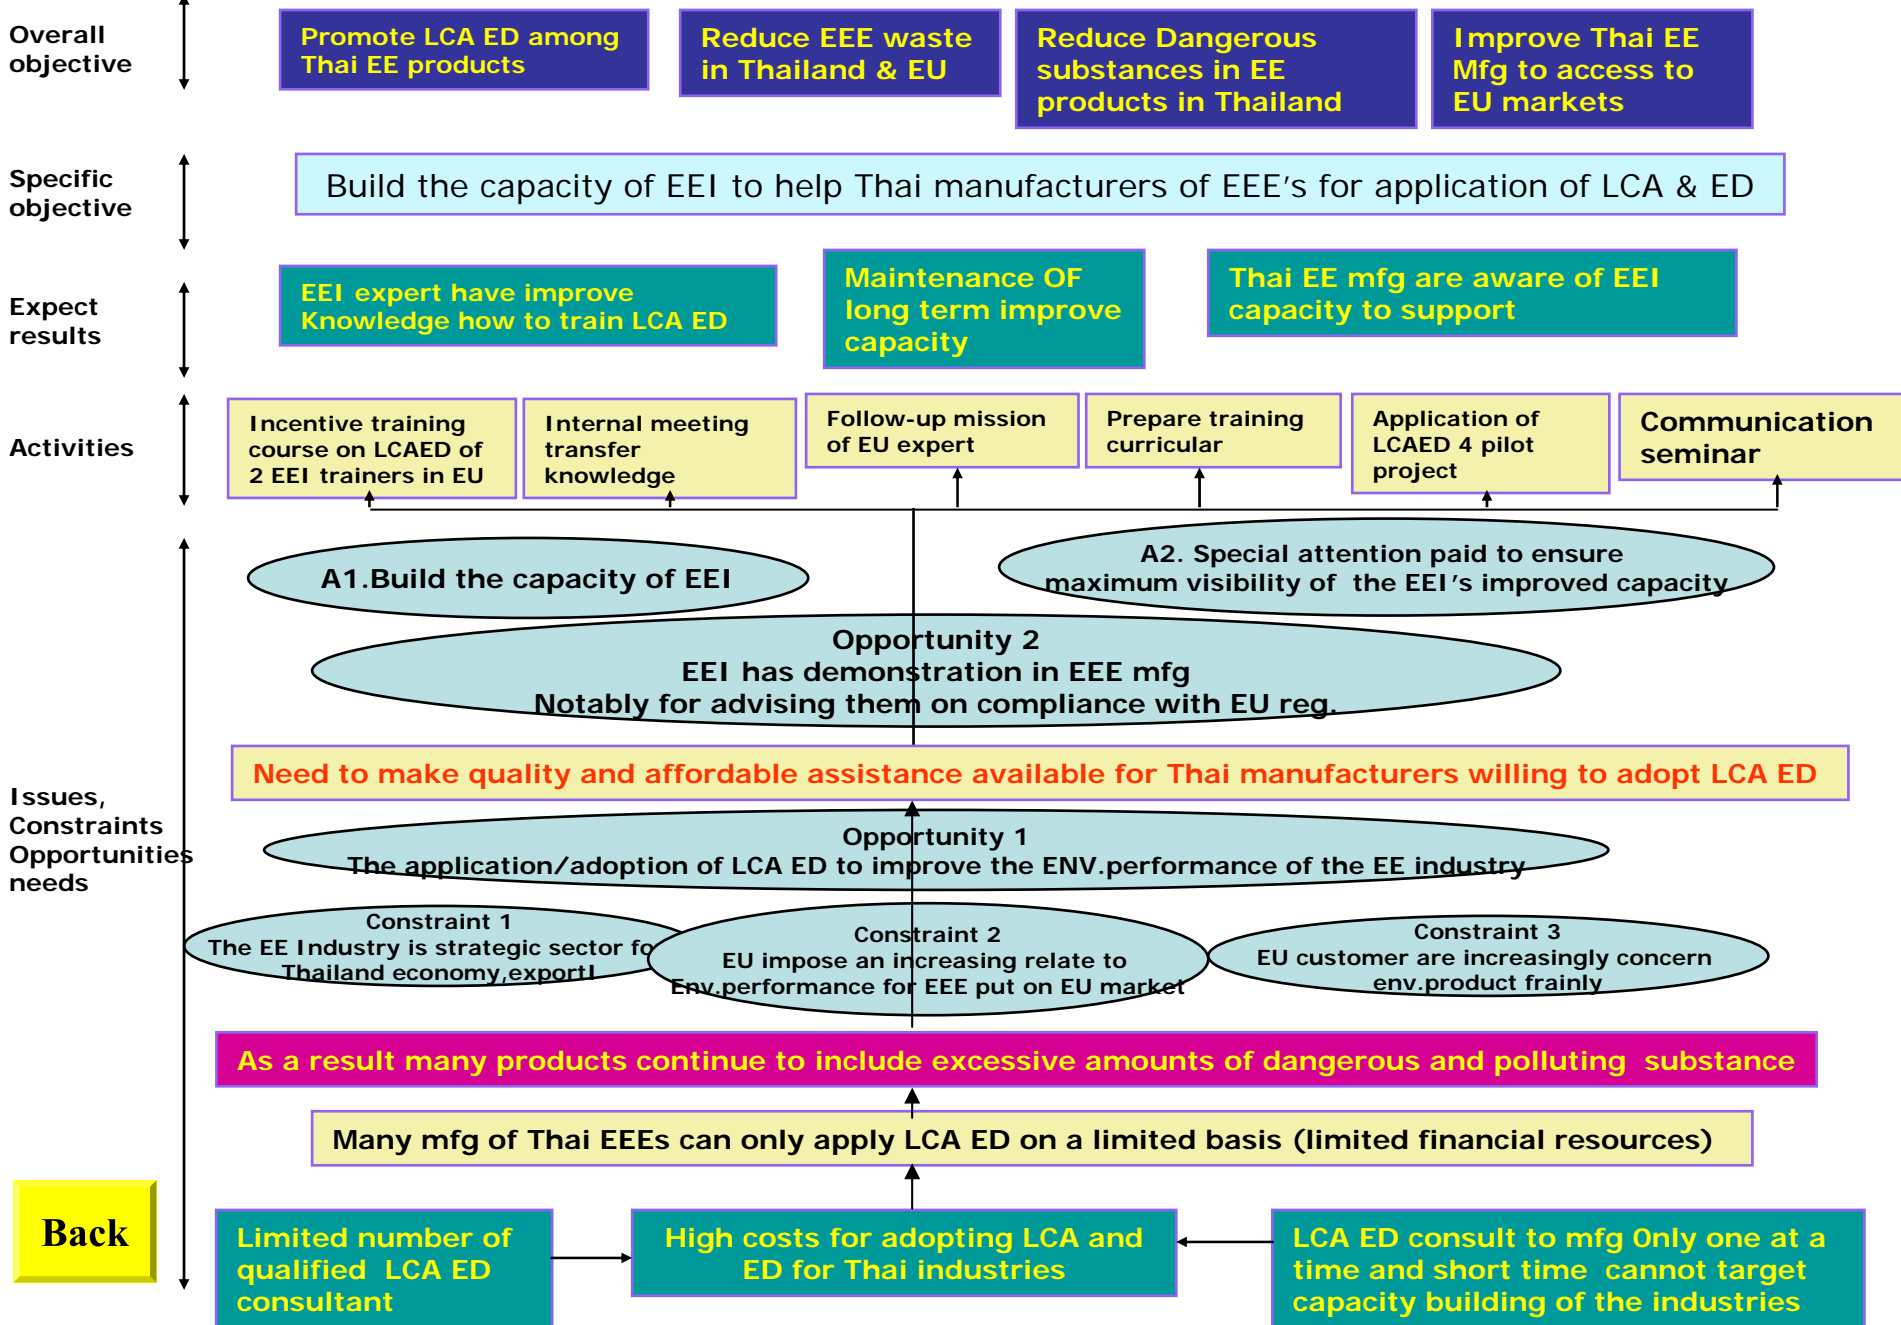 Overall
objective
Promote LCA ED among
Thai EE products
Reduce EEE waste
in Thailand & EU
Reduce Dangerous
substances in EE
products in Thailand
Improve Thai EE
Mfg to access to
EU markets
Specific
objective
Build the capacity of EEI to help Thai manufacturers of EEE's for application of LCA & ED
Expect
results
EEI expert have improve
Knowledge how to train LCA ED
Maintenance OF
long term improve
capacity
Thai EE mfg are aware of EEI
capacity to support
Activities
Incentive training
course on LCAED of
2 EEI trainers in EU
Internal meeting
transfer
knowledge
Follow-up mission
of EU expert
Prepare training
curricular
Application of
LCAED 4 pilot
project
Communication
seminar
A1.Build the capacity of EEI
A2. Special attention paid to ensure
maximum visibility of the EEI's improved capacity
Opportunity 2
EEI has demonstration in EEE mfg
Notably for advising them on compliance with EU reg.
Need to make quality and affordable assistance available for Thai manufacturers willing to adopt LCA ED
Issues,
Constraints
Opportunities
needs
Opportunity 1
The application/adoption of LCA ED to improve the ENV.performance of the EE industry
Constraint 1
The EE Industry is strategic sector fo
Thailand economy,exportI
Constraint 2
EU impose an increasing relate to
Env.performance for EEE put on EU market
Constraint 3
EU customer are increasingly concern
env.product frainly
As a result many products continue to include excessive amounts of dangerous and polluting substance
Many mfg of Thai EEEs can only apply LCA ED on a limited basis (limited financial resources)
Back
Limited number of
qualified LCA ED
consultant
High costs for adopting LCA and
ED for Thai industries
LCA ED consult to mfg 0nly one at a
time and short time cannot target
capacity building of the industries